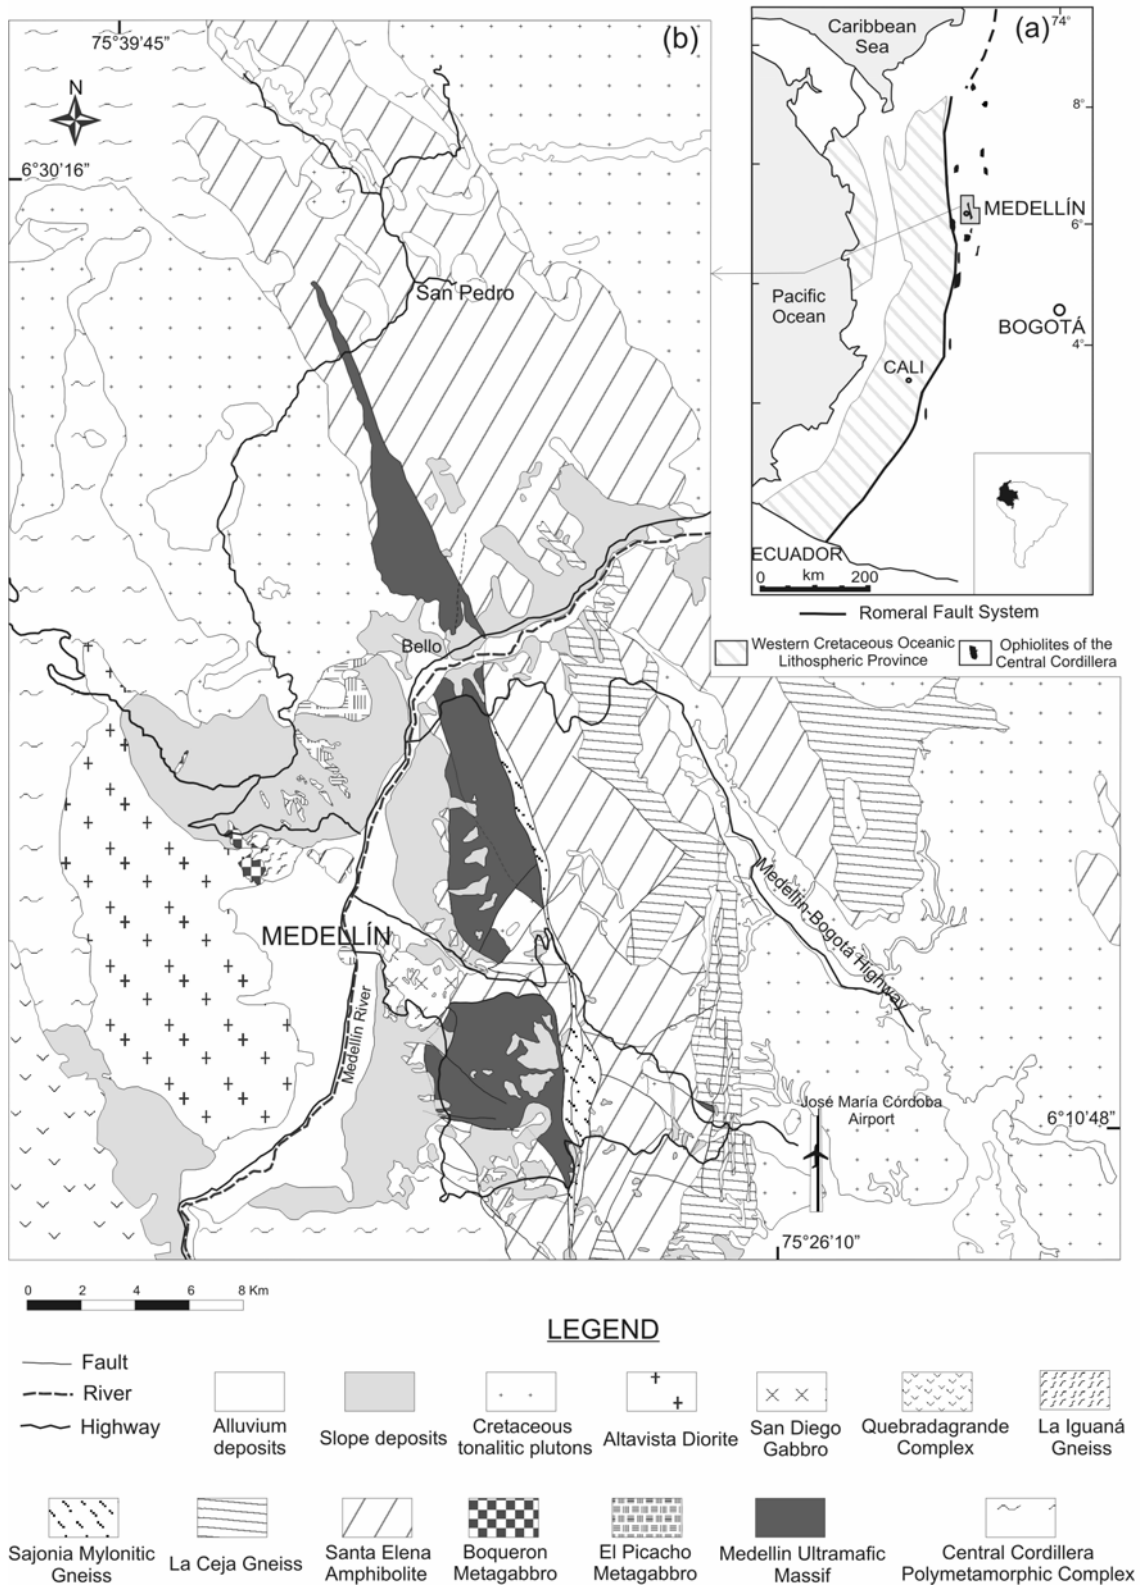 75°39'45"
(b)
N
6°30'16"
San Pedro
Bello
MEDELLÍN
Medellín River
Medellín-Bogotá Highway
José María Córdoba
Airport
6°10'48"
75°26'10"
Caribbean
Sea
(a)
74°
8°
MEDELLÍN
6°
Pacific
Ocean
BOGOTÁ
4°
CALI
ECUADOR
0 km 200
Romeral Fault System
Western Cretaceous Oceanic
Lithospheric Province
Ophiolites of the
Central Cordillera
0 2 4 6 8 Km
LEGEND
Fault
River
Highway
Alluvium
deposits
Slope deposits
Cretaceous
tonalitic plutons
Altavista Diorite
San Diego
Gabbro
Quebradagrande
Complex
La Iguaná
Gneiss
Sajonia Mylonitic
Gneiss
La Ceja Gneiss
Santa Elena
Amphibolite
Boqueron
Metagabbro
El Picacho
Metagabbro
Medellin Ultramafic
Massif
Central Cordillera
Polymetamorphic Complex